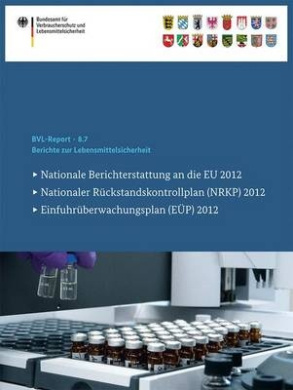 Bundesamt für
Verbraucherschutz und
Lebensmittelsicherheit
BVL-Report · 8.7
Berichte zur Lebensmittelsicherheit
▸ Nationale Berichterstattung an die EU 2012
▸ Nationaler Rückstandskontrollplan (NRKP) 2012
▸ Einfuhrüberwachungsplan (EÜP) 2012